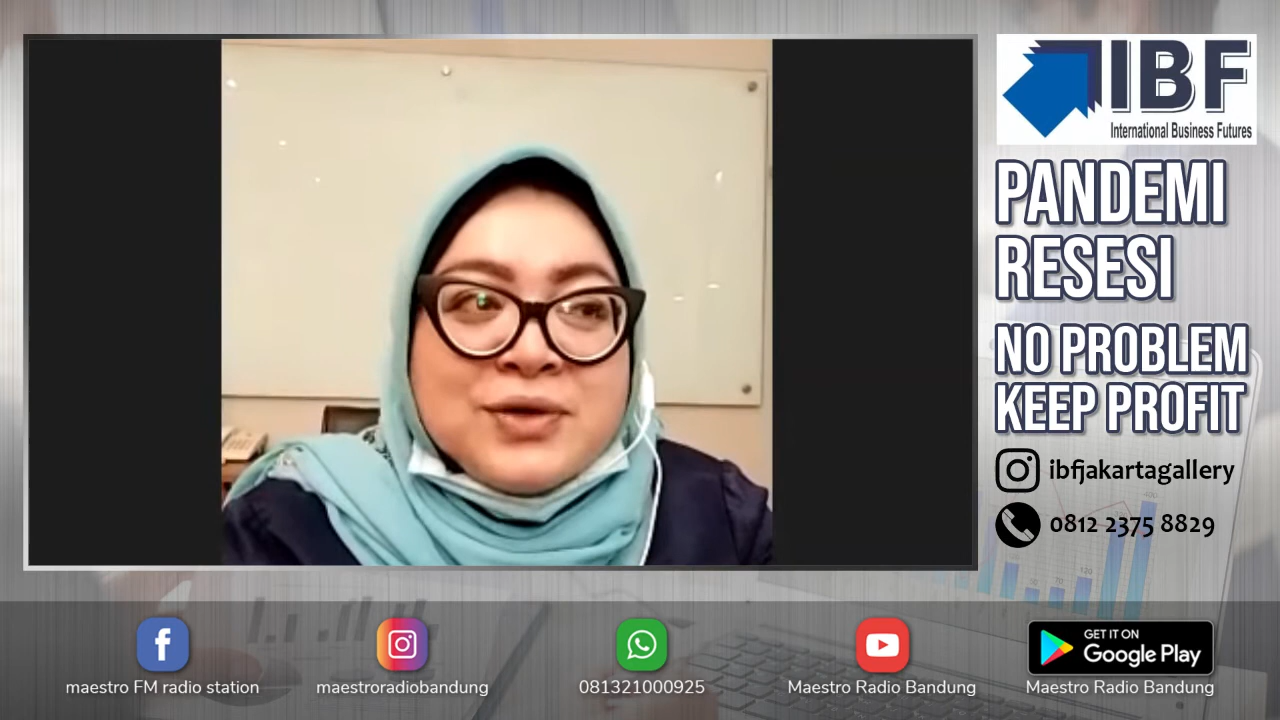 IBF
International Business Futures
PANDEMI
RESESI
NO PROBLEM
KEEP PROFIT
ibfjakartagallery
0812 2375 8829
maestro FM radio station
maestroradiobandung
081321000925
Maestro Radio Bandung
GET IT ON
Google Play
Maestro Radio Bandung